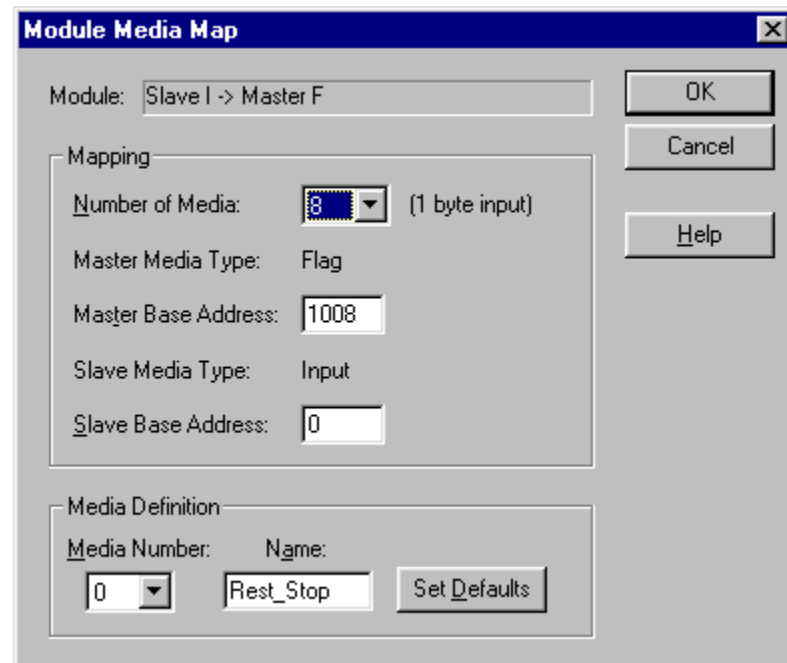 Module Media Map
Module: Slave I -> Master F
OK
Cancel
Help
Mapping
Number of Media: 8 (1 byte input)
Master Media Type: Flag
Master Base Address: 1008
Slave Media Type: Input
Slave Base Address: 0
Media Definition
Media Number: Name:
0 Rest_Stop Set Defaults